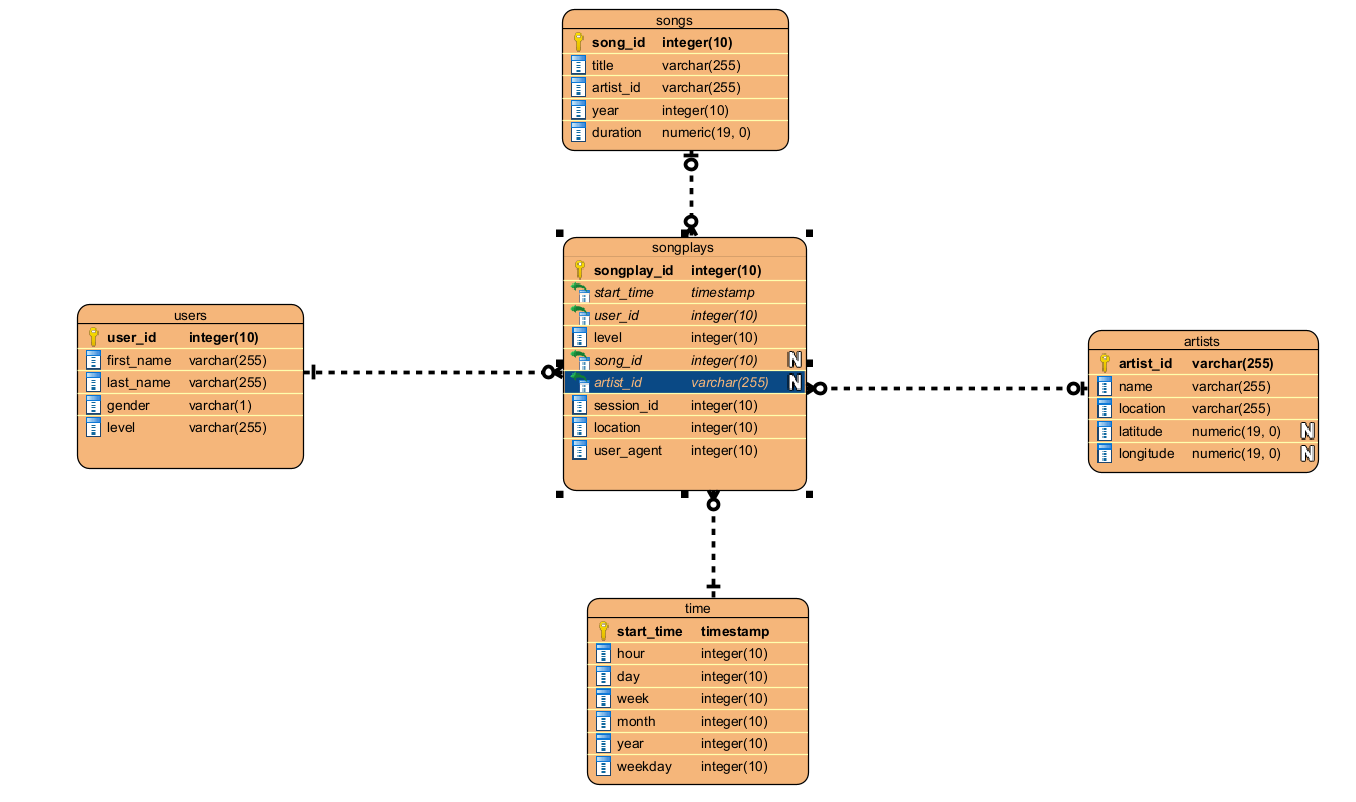 songs
song_id integer(10)
title varchar(255)
artist_id varchar(255)
year integer(10)
duration numeric(19, 0)
songplays
songplay_id integer(10)
start_time timestamp
user_id integer(10)
level integer(10)
song_id integer(10) N
artist_id varchar(255) N
session_id integer(10)
location integer(10)
user_agent integer(10)
users
user_id integer(10)
first_name varchar(255)
last_name varchar(255)
gender varchar(1)
level varchar(255)
artists
artist_id varchar(255)
name varchar(255)
location varchar(255)
latitude numeric(19, 0) N
longitude numeric(19, 0) N
time
start_time timestamp
hour integer(10)
day integer(10)
week integer(10)
month integer(10)
year integer(10)
weekday integer(10)